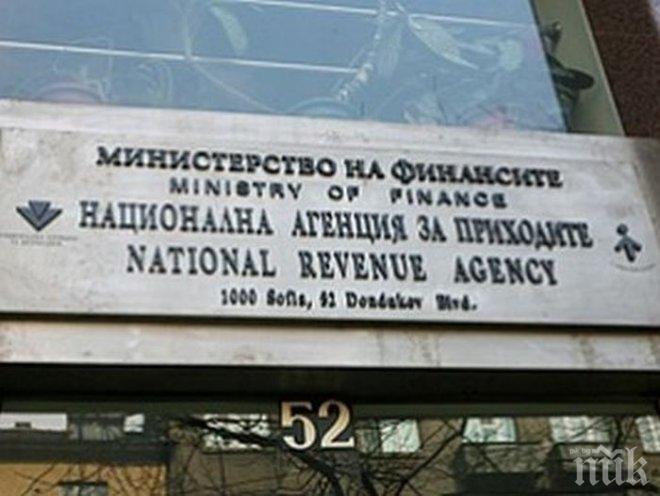 МИНИСТЕРСТВО НА ФИНАНСИТЕ
MINISTRY OF FINANCE
НАЦИОНАЛНА АГЕНЦИЯ ЗА ПРИХОДИТЕ
NATIONAL REVENUE AGENCY
1000 Sofia, 52 Dondukov Blvd.
52